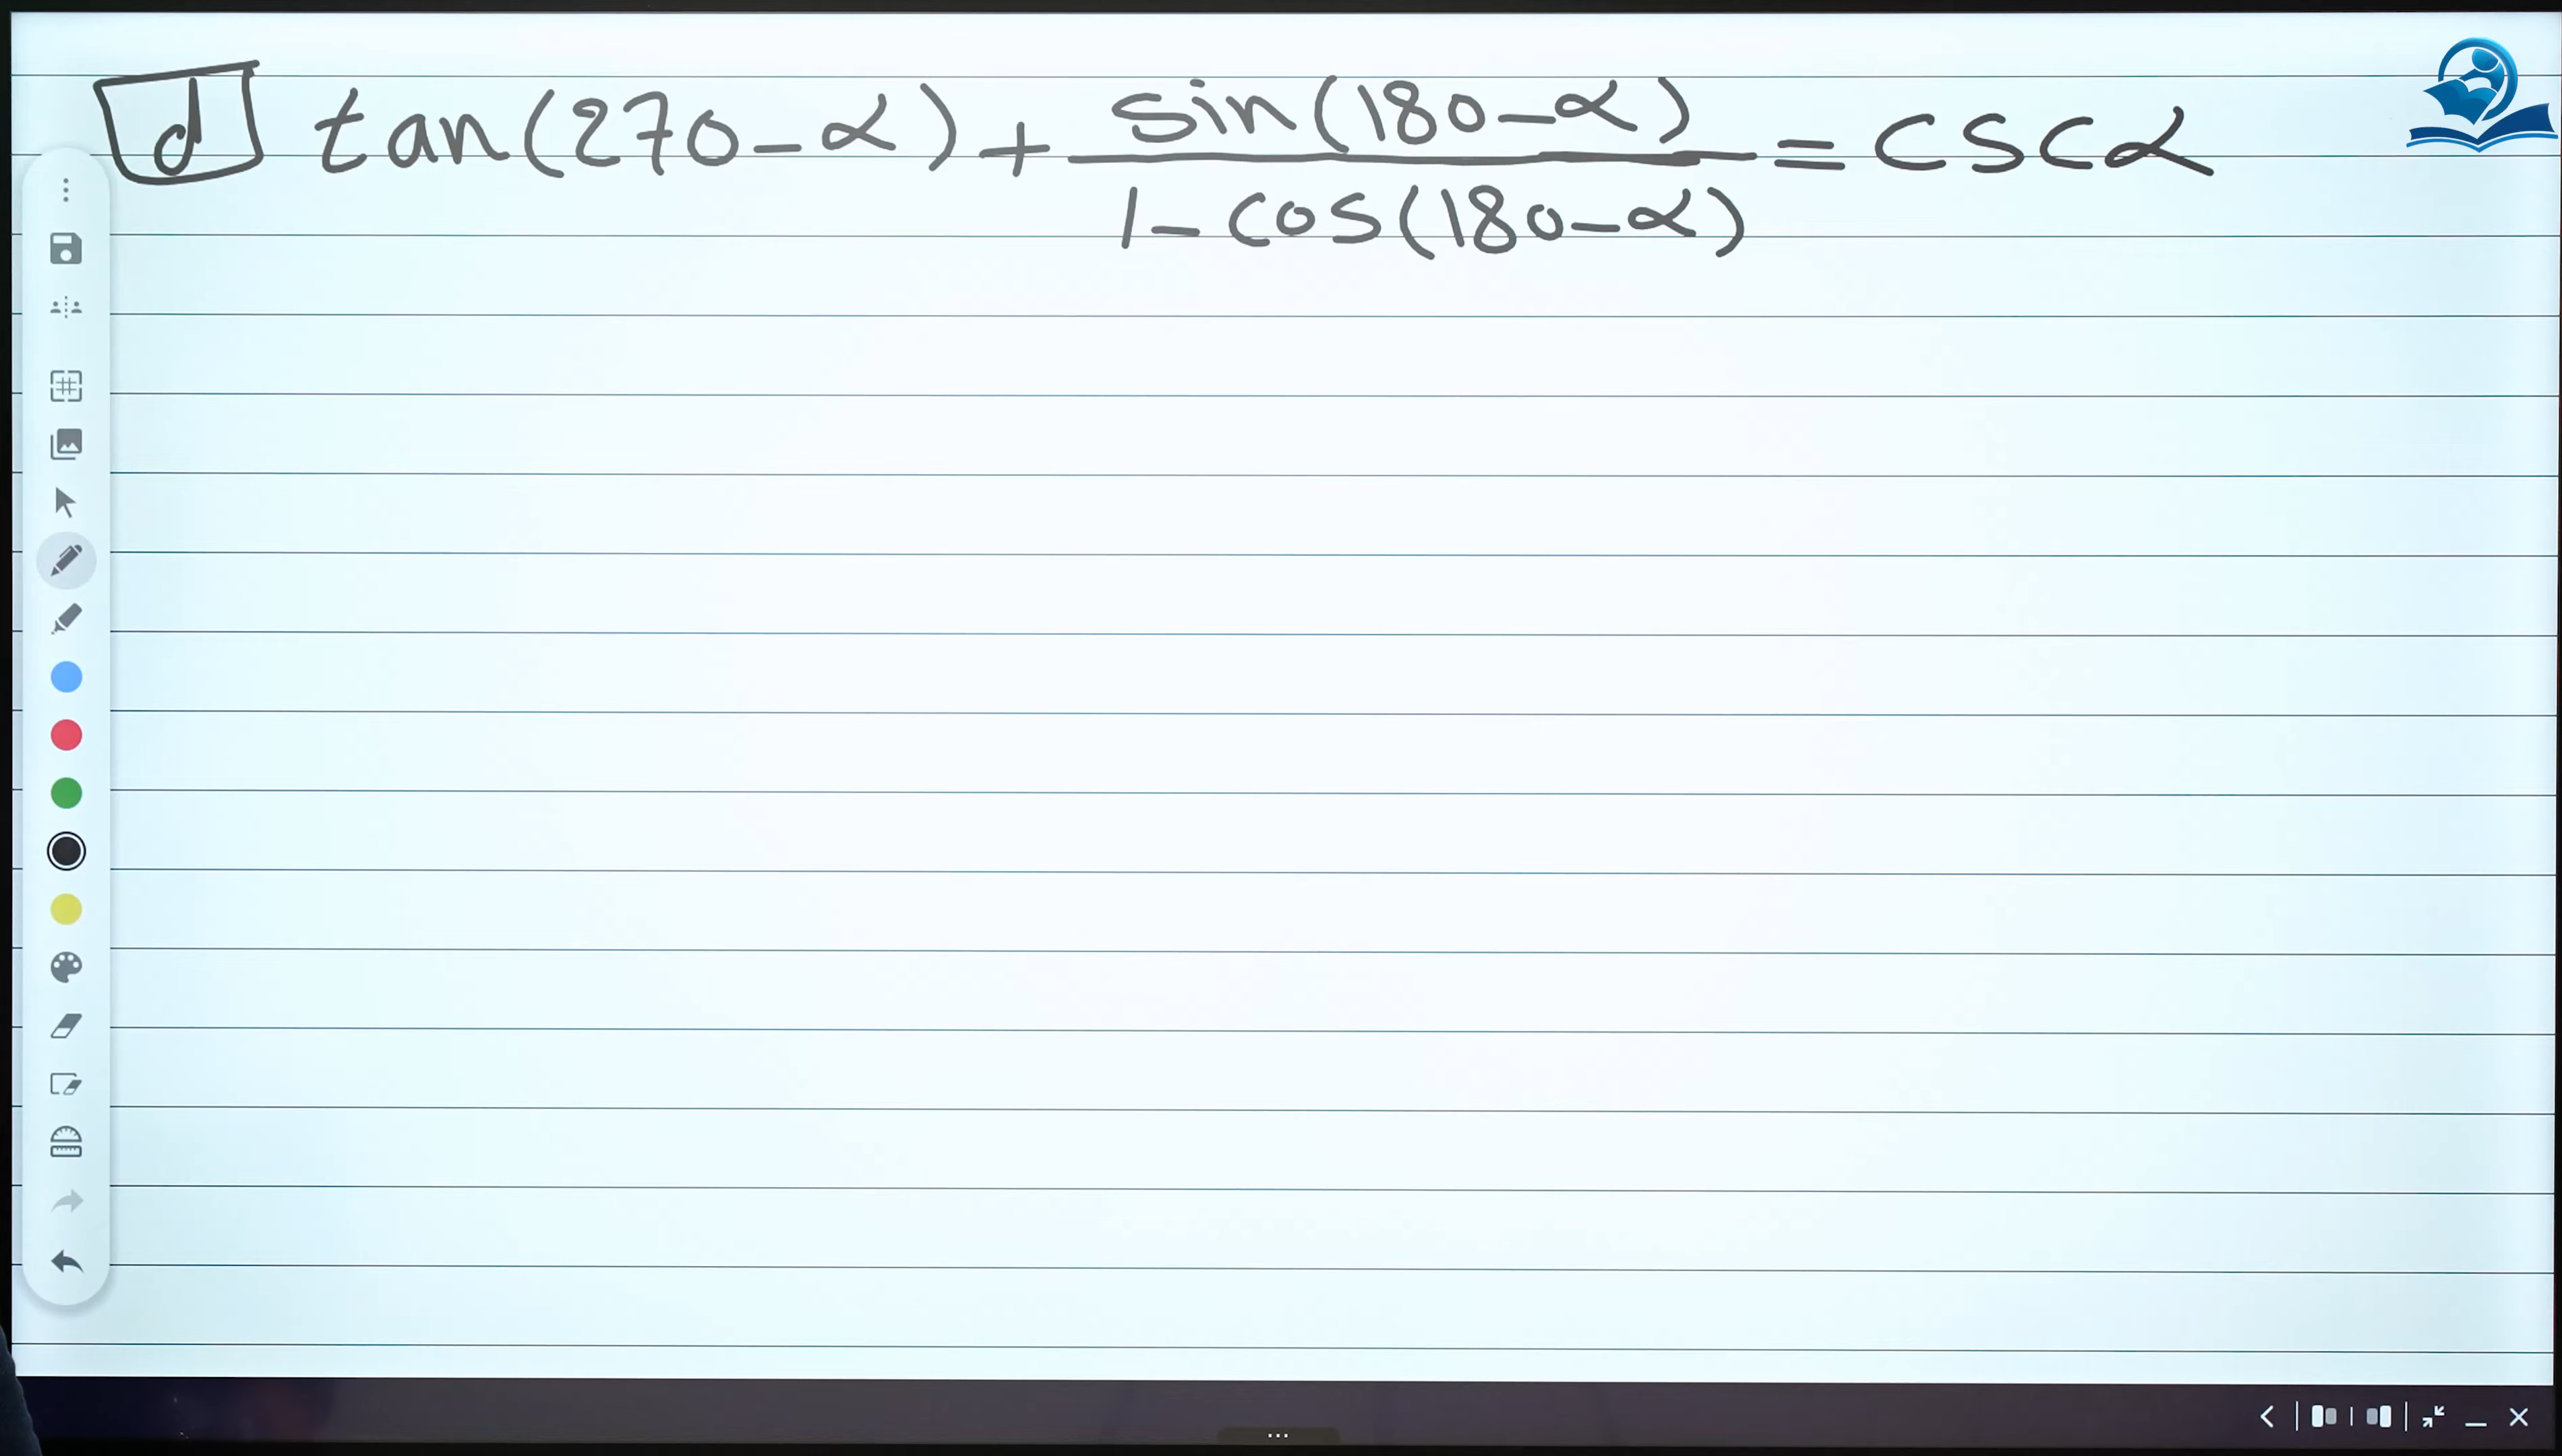 d tan(270-α) + sin(180-α) / 1-cos(180-α) = cscα